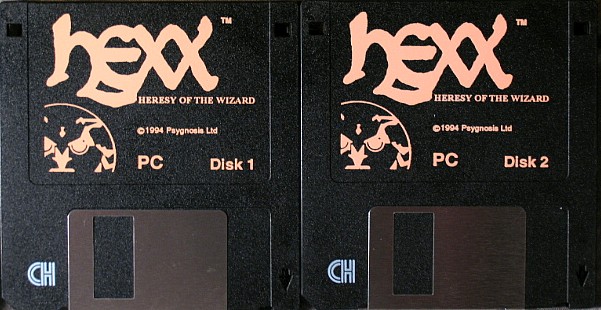 hexx ™
HERESY OF THE WIZARD
©1994 Psygnosis Ltd
PC Disk 1
CH
hexx ™
HERESY OF THE WIZARD
©1994 Psygnosis Ltd
PC Disk 2
CH